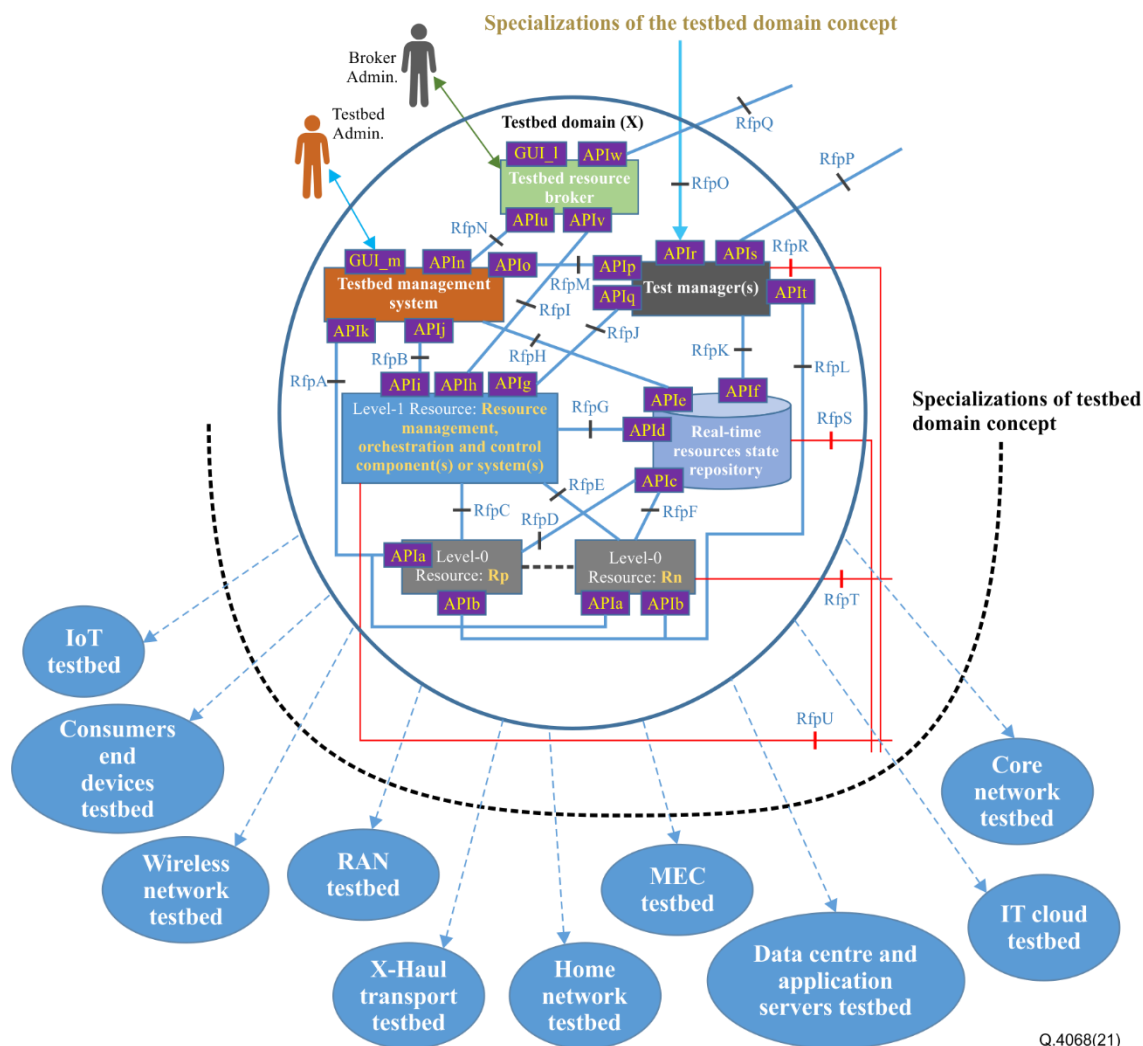 Specializations of the testbed domain concept
Broker
Admin.
Testbed
Admin.
Testbed domain (X)
RfpQ
GUI_l
APIw
Testbed resource
broker
APIu
APIv
RfpO
RfpP
RfpN
GUI_m
APIn
APIo
Testbed management
system
APIk
APIj
RfpM
APIp
APIq
APIr
APIs
RfpR
Test manager(s)
APIt
RfpI
RfpJ
RfpH
RfpK
RfpL
RfpA
RfpB
APIi
APIh
APIg
APIe
APIf
Level-1 Resource: Resource
management,
orchestration and control
component(s) or system(s)
RfpG
APId
Real-time
resources state
repository
APIc
RfpS
Specializations of testbed
domain concept
RfpC
RfpD
RfpE
RfpF
APIa
Level-0
Resource: Rp
APIb
Level-0
Resource: Rn
APIa
APIb
RfpT
RfpU
IoT
testbed
Consumers
end
devices
testbed
Wireless
network
testbed
RAN
testbed
X-Haul
transport
testbed
Home
network
testbed
MEC
testbed
Data centre and
application
servers testbed
IT cloud
testbed
Core
network
testbed
Q.4068(21)